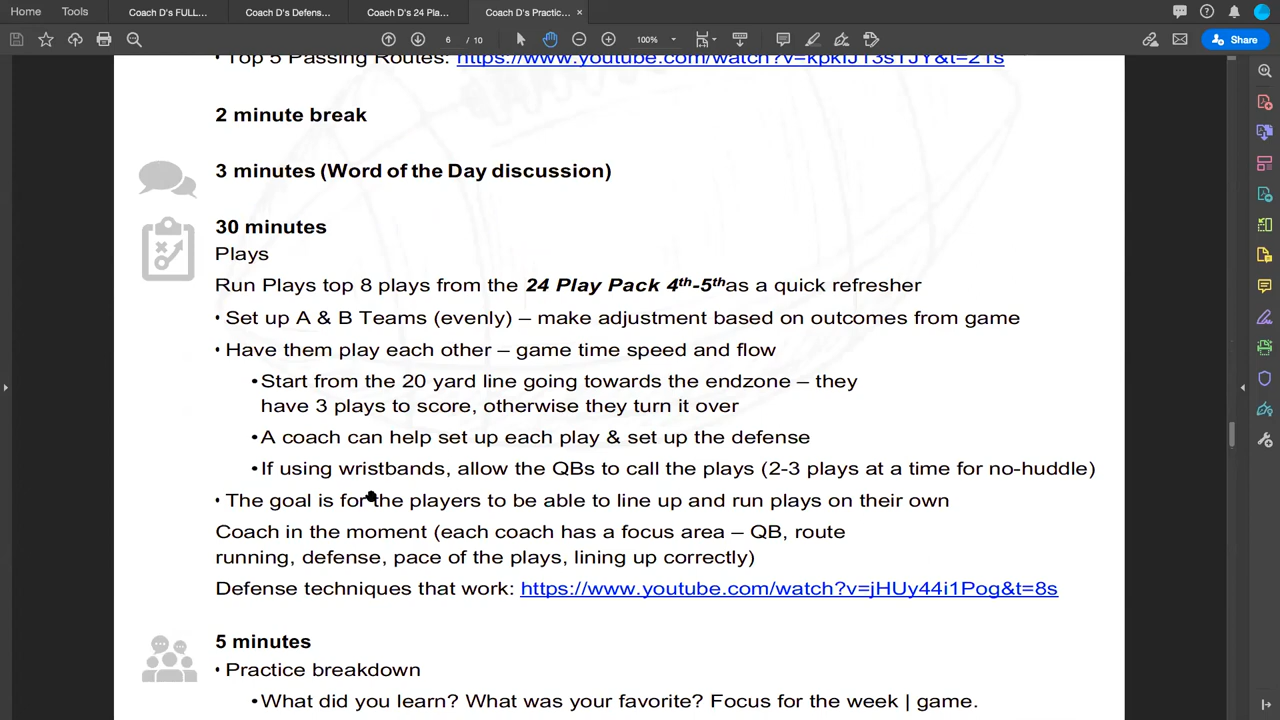 Home
Tools
Coach D's FULL...
Coach D's Defens...
Coach D's 24 Pla...
Coach D's Practic... ×
6 / 10
100%
Share
• Top 5 Passing Routes:
2 minute break
3 minutes (Word of the Day discussion)
30 minutes
Plays
Run Plays top 8 plays from the 24 Play Pack 4th-5th as a quick refresher
• Set up A & B Teams (evenly) – make adjustment based on outcomes from game
• Have them play each other – game time speed and flow
• Start from the 20 yard line going towards the endzone – they
have 3 plays to score, otherwise they turn it over
• A coach can help set up each play & set up the defense
• If using wristbands, allow the QBs to call the plays (2-3 plays at a time for no-huddle)
• The goal is for the players to be able to line up and run plays on their own
Coach in the moment (each coach has a focus area – QB, route
running, defense, pace of the plays, lining up correctly)
Defense techniques that work: https://www.youtube.com/watch?v=jHUy44i1Pog&t=8s
5 minutes
• Practice breakdown
• What did you learn? What was your favorite? Focus for the week | game.